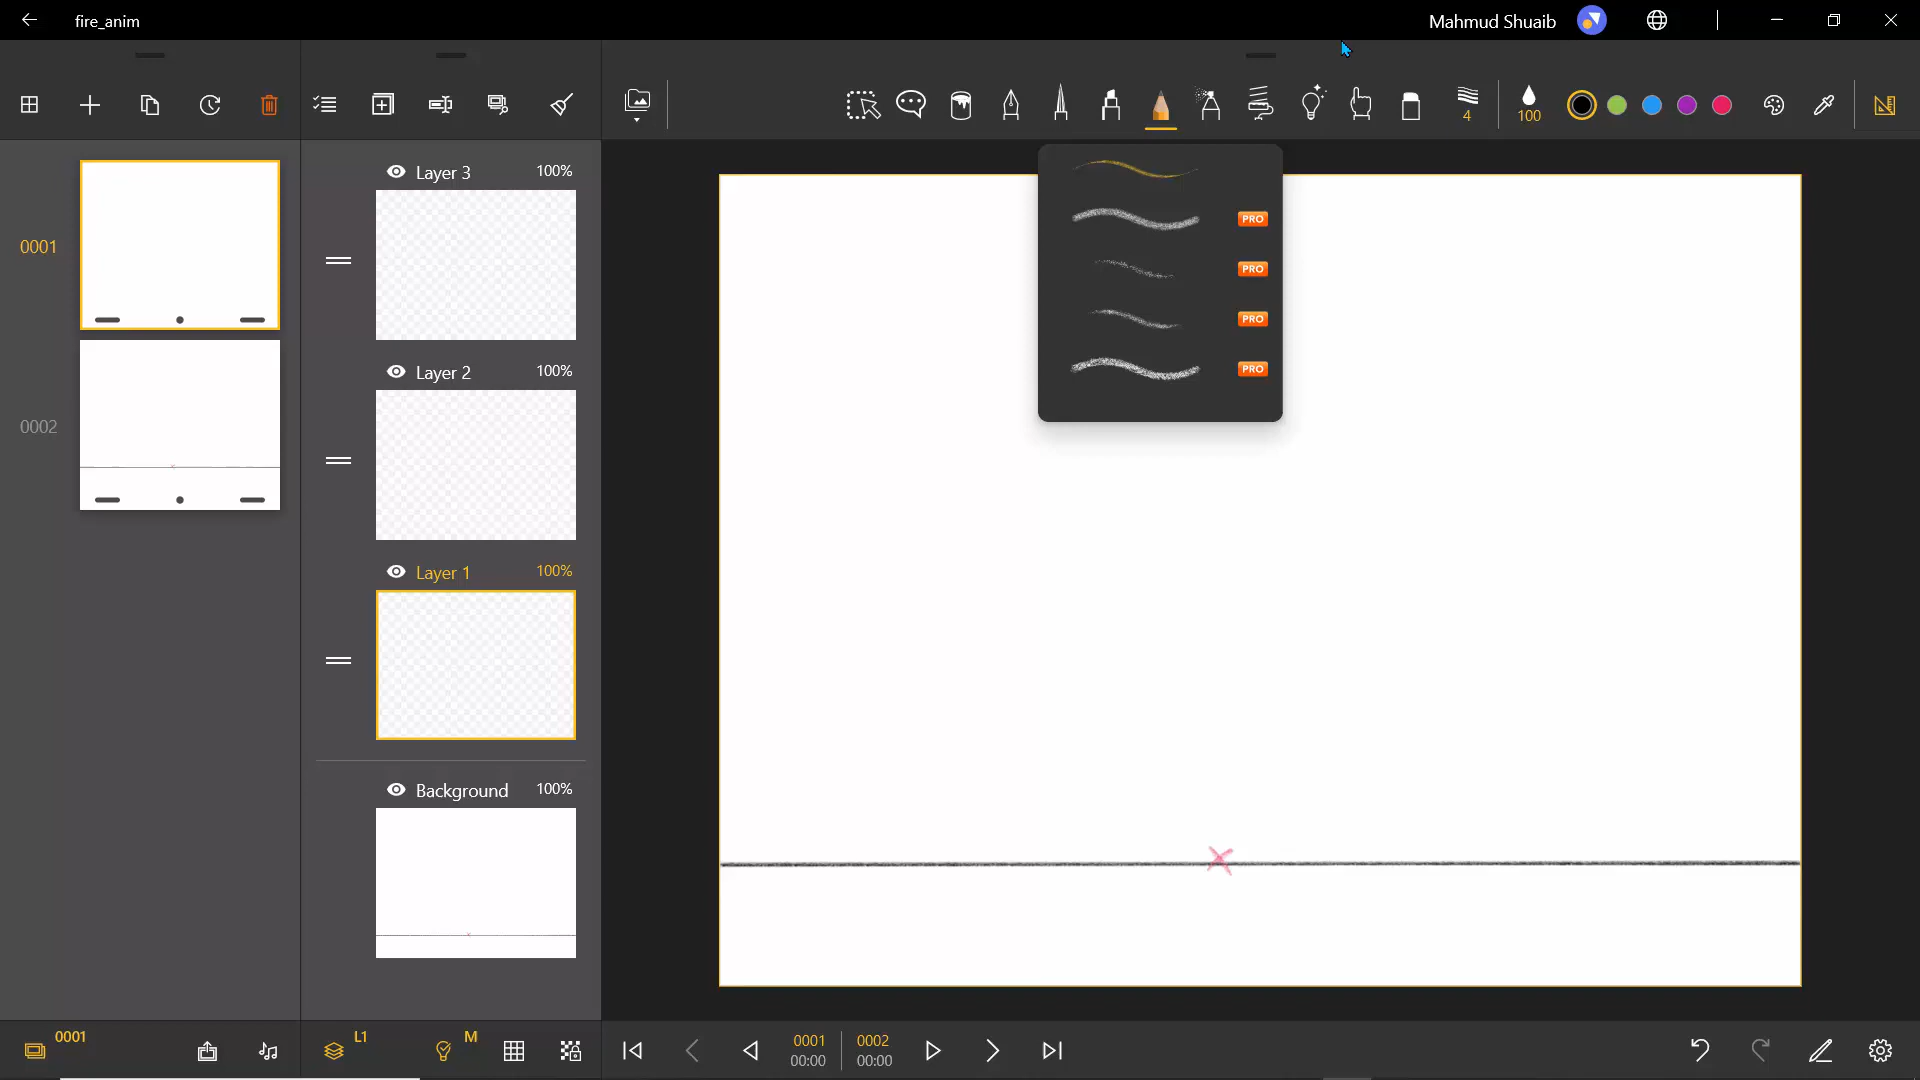 fire_anim
Mahmud Shuaib
4
100
0001
0002
Layer 3 100%
Layer 2 100%
Layer 1 100%
Background 100%
PRO
PRO
PRO
PRO
0001
L1
M
0001 0002
00:00 00:00